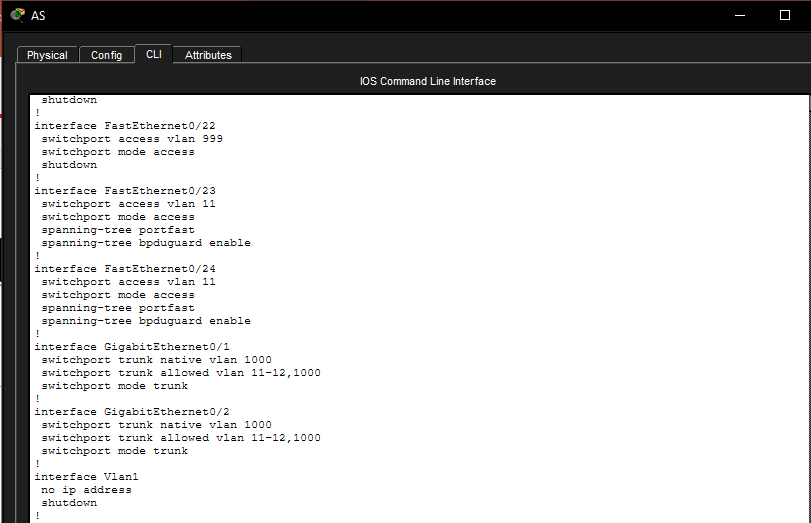 AS
Physical Config CLI Attributes
IOS Command Line Interface
shutdown
!
interface FastEthernet0/22
switchport access vlan 999
switchport mode access
shutdown
!
interface FastEthernet0/23
switchport access vlan 11
switchport mode access
spanning-tree portfast
spanning-tree bpduguard enable
!
interface FastEthernet0/24
switchport access vlan 11
switchport mode access
spanning-tree portfast
spanning-tree bpduguard enable
!
interface GigabitEthernet0/1
switchport trunk native vlan 1000
switchport trunk allowed vlan 11-12,1000
switchport mode trunk
!
interface GigabitEthernet0/2
switchport trunk native vlan 1000
switchport trunk allowed vlan 11-12,1000
switchport mode trunk
!
interface Vlan1
no ip address
shutdown
!